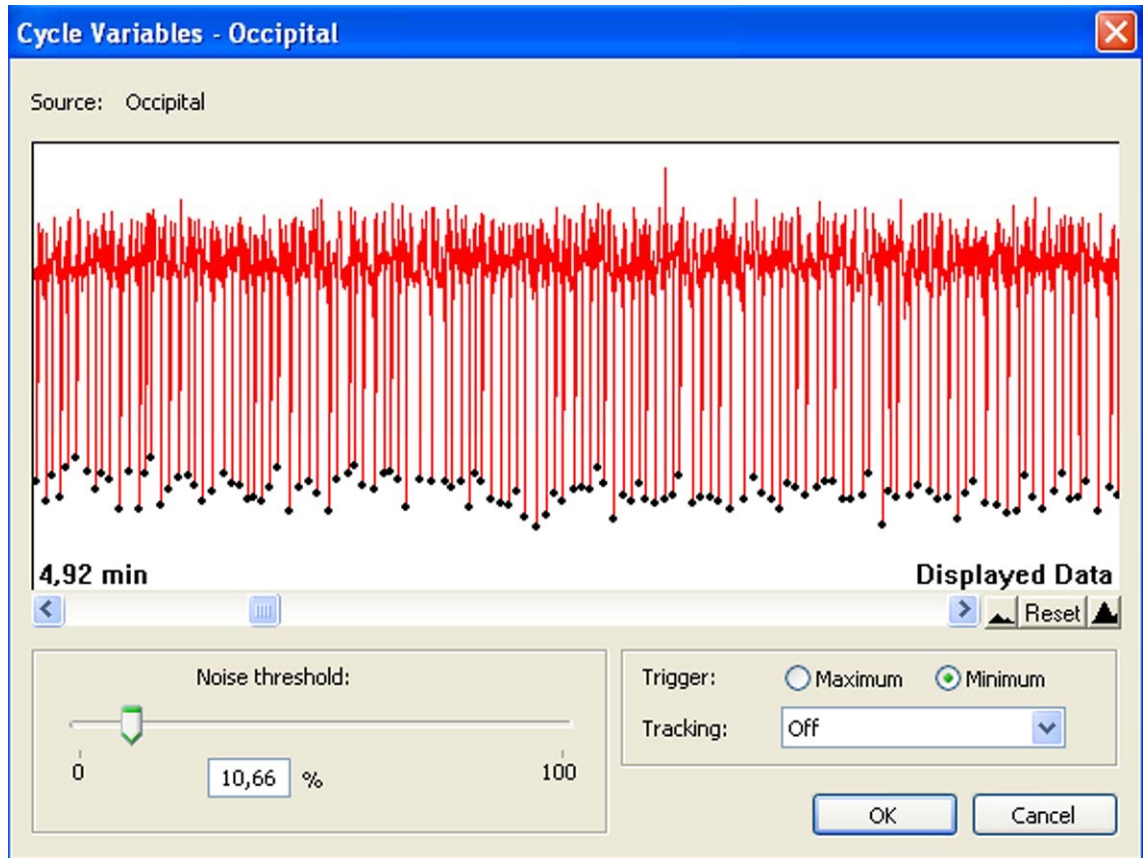 Cycle Variables - Occipital
Source: Occipital
4,92 min Displayed Data
Reset
Noise threshold:
0 100
10,66 %
Trigger: Maximum Minimum
Tracking: Off
OK Cancel